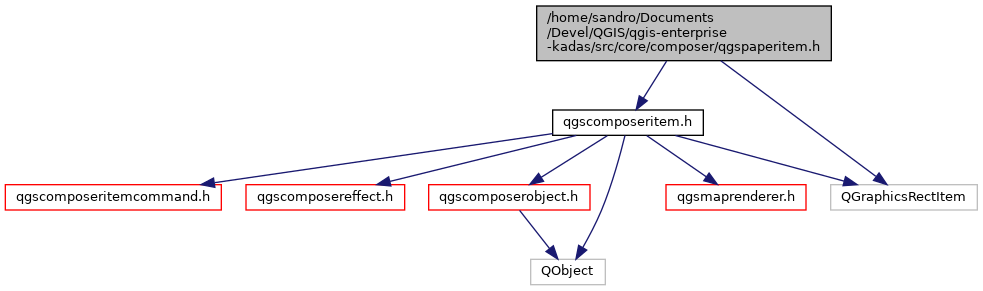 /home/sandro/Documents
/Devel/QGIS/qgis-enterprise
-kadas/src/core/composer/qgspaperitem.h
qgscomposeritem.h
qgscomposeritemcommand.h
qgscomposereffect.h
qgscomposerobject.h
qgsmaprenderer.h
QGraphicsRectItem
QObject